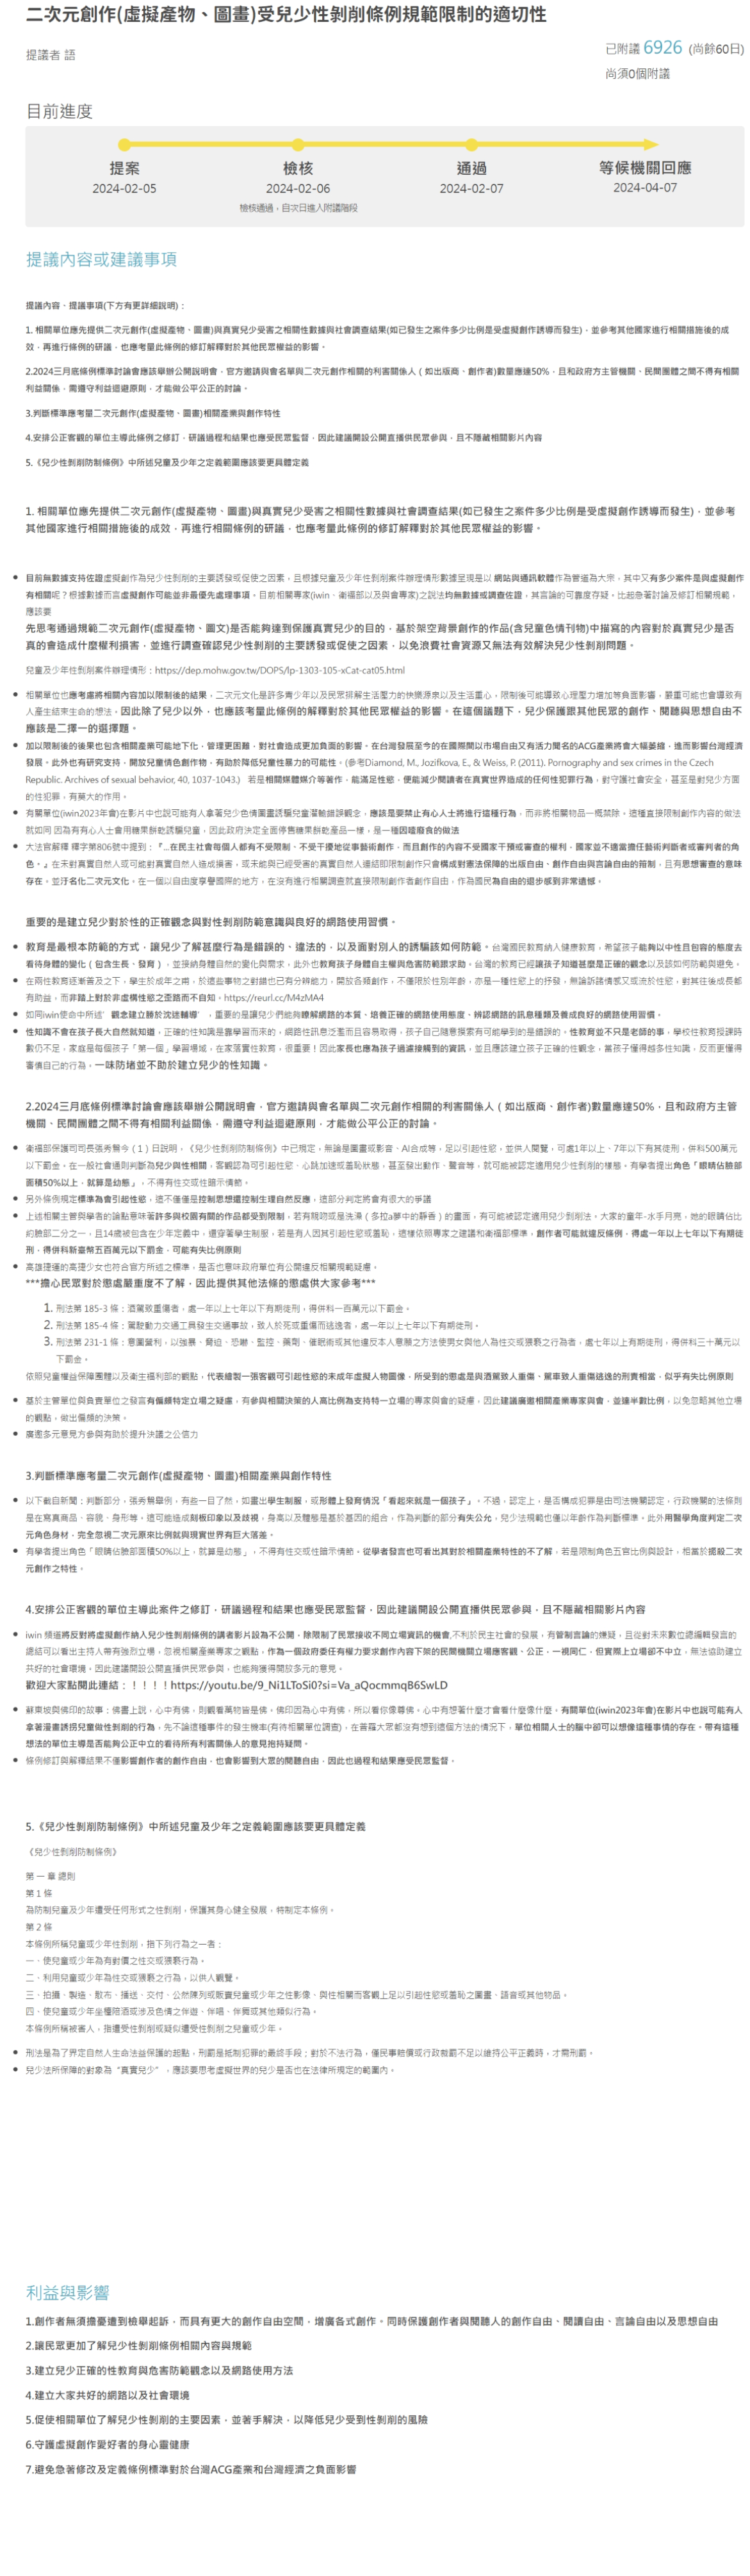 二次元創作(虛擬產物、圖畫)受兒少性剝削條例規範限制的適切性
提議者 語
已附議 6926 (尚餘60日)
尚須0個附議
目前進度
提案
檢核
通過
等候機關回應
2024-02-05
2024-02-06
2024-02-07
2024-04-07
檢核通過，自次日進入附議階段
提議內容或建議事項
提議內容、提議事項(下方有更詳細說明)：
1. 相關單位應先提供二次元創作(虛擬產物、圖畫)與真實兒少受害之相關性數據與社會調查結果(如已發生之案件多少比例是受虛擬創作誘導而發生)，並參考其他國家進行相關措施後的成
效，再進行條例的研議，也應考量此條例的修訂解釋對於其他民眾權益的影響。
2.2024三月底條例標準討論會應該舉辦公開說明會，官方邀請與會名單與二次元創作相關的利害關係人 ( 如出版商、創作者)數量應達50%，且和政府方主管機關、民間團體之間不得有相關
利益關係，需遵守利益迴避原則，才能做公平公正的討論。
3.判斷標準應考量二次元創作(虛擬產物、圖畫)相關產業與創作特性
4.安排公正客觀的單位主導此條例之修訂，研議過程和結果也應受民眾監督，因此建議開設公開直播供民眾參與，且不隱藏相關影片內容
5.《兒少性剝削防制條例》中所述兒童及少年之定義範圍應該要更具體定義
1. 相關單位應先提供二次元創作(虛擬產物、圖畫)與真實兒少受害之相關性數據與社會調查結果(如已發生之案件多少比例是受虛擬創作誘導而發生)，並參考
其他國家進行相關措施後的成效，再進行相關條例的研議，也應考量此條例的修訂解釋對於其他民眾權益的影響。
目前無數據支持佐證虛擬創作為兒少性剝削的主要誘發或促使之因素，且根據兒童及少年性剝削案件辦理情形數據呈現是以 網站與通訊軟體作為管道為大宗，其中又有多少案件是與虛擬創作
有相關呢？根據數據而言虛擬創作可能並非最優先處理事項。目前相關專家(iwin、衛福部以及與會專家)之說法均無數據或調查佐證，其言論的可靠度存疑。比起急著討論及修訂相關規範，
應該要
先思考通過規範二次元創作(虛擬產物、圖文)是否能夠達到保護真實兒少的目的，基於架空背景創作的作品(含兒童色情刊物)中描寫的內容對於真實兒少是否
真的會造成什麼權利損害，並進行調查確認兒少性剝削的主要誘發或促使之因素，以免浪費社會資源又無法有效解決兒少性剝削問題。
兒童及少年性剝削案件辦理情形：https://dep.mohw.gov.tw/DOPS/lp-1303-105-xCat-cat05.html
相關單位也應考慮將相關內容加以限制後的結果，二次元文化是許多青少年以及民眾排解生活壓力的快樂源泉以及生活重心，限制後可能導致心理壓力增加等負面影響，嚴重可能也會導致有
人產生結束生命的想法。因此除了兒少以外，也應該考量此條例的解釋對於其他民眾權益的影響。在這個議題下，兒少保護跟其他民眾的創作、閱聽與思想自由不
應該是二擇一的選擇題。
加以限制後的後果也包含相關產業可能地下化，管理更困難，對社會造成更加負面的影響。在台灣發展至今的在國際間以市場自由又有活力聞名的ACG產業將會大幅萎縮，進而影響台灣經濟
發展。此外也有研究支持，開放兒童情色創作物，有助於降低兒童性暴力的可能性。(參考Diamond, M., Jozifkova, E., & Weiss, P. (2011). Pornography and sex crimes in the Czech
Republic. Archives of sexual behavior, 40, 1037-1043.) 若是相關媒體媒介等著作，能滿足性慾，便能減少閱讀者在真實世界造成的任何性犯罪行為，對守護社會安全，甚至是對兒少方面
的性犯罪，有莫大的作用。
有關單位(iwin2023年會)在影片中也說可能有人拿著兒少色情圖畫誘騙兒童灌輸錯誤觀念，應該是要禁止有心人士將進行這種行為，而非將相關物品一概禁除。這種直接限制創作內容的做法
就如同 因為有有心人士會用糖果餅乾誘騙兒童，因此政府決定全面停售糖果餅乾產品一樣，是一種因噎廢食的做法
大法官解釋 釋字第806號中提到：『...在民主社會每個人都有不受限制、不受干擾地從事藝術創作，而且創作的內容不受國家干預或審查的權利，國家並不適當擔任藝術判斷者或審判者的角
色。』在未對真實自然人或可能對真實自然人造成損害，或未能與已經受害的真實自然人連結即限制創作只會構成對憲法保障的出版自由、創作自由與言論自由的箝制，且有思想審查的意味
存在。並汙名化二次元文化。在一個以自由度享譽國際的地方，在沒有進行相關調查就直接限制創作者創作自由，作為國民為自由的退步感到非常遺憾。
重要的是建立兒少對於性的正確觀念與對性剝削防範意識與良好的網路使用習慣。
教育是最根本防範的方式，讓兒少了解甚麼行為是錯誤的、違法的，以及面對別人的誘騙該如何防範。台灣國民教育納入健康教育，希望孩子能夠以中性且包容的態度去
看待身體的變化（包含生長、發育），並接納身體自然的變化與需求，此外也教育孩子身體自主權與危害防範跟求助。台灣的教育已經讓孩子知道甚麼是正確的觀念以及該如何防範與避免。
在兩性教育逐漸普及之下，學生於成年之時，於這些事物之對錯也已有分辨能力，開放各類創作，不僅限於性別年齡，亦是一種性慾上的抒發，無論訴諸情慾又或流於性慾，對其往後成長都
有助益，而非踏上對於非虛構性慾之歪路而不自知。https://reurl.cc/M4zMA4
如同iwin使命中所述’觀念建立勝於沈迷輔導’，重要的是讓兒少們能夠瞭解網路的本質、培養正確的網路使用態度、辨認網路的訊息種類及養成良好的網路使用習慣。
性知識不會在孩子長大自然就知道，正確的性知識是靠學習而來的，網路性訊息泛濫而且容易取得，孩子自己隨意摸索有可能學到的是錯誤的。性教育並不只是老師的事，學校性教育授課時
數仍不足，家庭是每個孩子「第一個」學習場域，在家落實性教育，很重要！因此家長也應為孩子過濾接觸到的資訊，並且應該建立孩子正確的性觀念，當孩子懂得越多性知識，反而更懂得
審慎自己的行為，一味防堵並不助於建立兒少的性知識。
2.2024三月底條例標準討論會應該舉辦公開說明會，官方邀請與會名單與二次元創作相關的利害關係人 ( 如出版商、創作者)數量應達50%，且和政府方主管
機關、民間團體之間不得有相關利益關係，需遵守利益迴避原則，才能做公平公正的討論。
衛福部保護司司長張秀鴛今（1）日說明，《兒少性剝削防制條例》中已規定，無論是圖畫或影音、AI合成等，足以引起性慾，並供人閱覽，可處1年以上、7年以下有其徒刑，併科500萬元
以下罰金。在一般社會通則判斷為兒少與性相關，客觀認為可引起性慾、心跳加速或羞恥狀態，甚至發出動作、聲音等，就可能被認定適用兒少性剝削的樣態。有學者提出角色「眼睛佔臉部
面積50%以上，就算是幼態」，不得有性交或性暗示情節。
另外條例規定標準為會引起性慾，這不僅僅是控制思想還控制生理自然反應，這部分判定將會有很大的爭議
上述相關主管與學者的論點意味著許多與校園有關的作品都受到限制，若有親吻或是洗澡（多拉a夢中的靜香）的畫面，有可能被認定適用兒少剝削法。大家的童年-水手月亮，她的眼睛佔比
約臉部二分之一，且14歲被包含在少年定義中，還穿著學生制服，若是有人因其引起性慾或羞恥，這樣依照專家之建議和衛福部標準，創作者可能就違反條例，得處一年以上七年以下有期徒
刑，得併科新臺幣五百萬元以下罰金，可能有失比例原則
高雄捷運的高捷少女也符合官方所述之標準，是否也意味政府單位有公開違反相關規範疑慮。
***擔心民眾對於懲處嚴重度不了解，因此提供其他法條的懲處供大家參考***
1. 刑法第 185-3 條：酒駕致重傷者，處一年以上七年以下有期徒刑，得併科一百萬元以下罰金。
2. 刑法第 185-4 條：駕駛動力交通工具發生交通事故，致人於死或重傷而逃逸者，處一年以上七年以下有期徒刑。
3. 刑法第 231-1 條：意圖營利，以強暴、脅迫、恐嚇、監控、藥劑、催眠術或其他違反本人意願之方法使男女與他人為性交或猥褻之行為者，處七年以上有期徒刑，得併科三十萬元以
下罰金。
依照兒童權益保障團體以及衛生福利部的觀點，代表繪製一張客觀可引起性慾的未成年虛擬人物圖像，所受到的懲處是與酒駕致人重傷、駕車致人重傷逃逸的刑責相當，似乎有失比例原則
基於主管單位與負責單位之發言有偏頗特定立場之疑慮，有參與相關決策的人高比例為支持特一立場的專家與會的疑慮，因此建議廣邀相關產業專家與會，並達半數比例，以免忽略其他立場
的觀點，做出偏頗的決策。
廣邀多元意見方參與有助於提升決議之公信力
3.判斷標準應考量二次元創作(虛擬產物、圖畫)相關產業與創作特性
以下截自新聞：判斷部分，張秀鴛舉例，有些一目了然，如畫出學生制服，或形體上發育情況「看起來就是一個孩子」。不過，認定上，是否構成犯罪是由司法機關認定，行政機關的法條則
是在寫真商品、容貌、身形等。這可能造成刻板印象以及歧視，身高以及體態是基於基因的組合，作為判斷的部分有失公允，兒少法規範也僅以年齡作為判斷標準。此外用醫學角度判定二次
元角色身材，完全忽視二次元原來比例就與現實世界有巨大落差。
有學者提出角色「眼睛佔臉部面積50%以上，就算是幼態」，不得有性交或性暗示情節。從學者發言也可看出其對於相關產業特性的不了解，若是限制角色五官比例與設計，相當於扼殺二次
元創作之特性。
4.安排公正客觀的單位主導此案件之修訂，研議過程和結果也應受民眾監督，因此建議開設公開直播供民眾參與，且不隱藏相關影片內容
iwin 頻道將反對將虛擬創作納入兒少性剝削條例的講者影片設為不公開，除限制了民眾接收不同立場資訊的機會,不利於民主社會的發展，有管制言論的嫌疑，且從對未來數位總編輯發言的
總結可以看出主持人帶有強烈立場，忽視相關產業專家之觀點，作為一個政府委任有權力要求創作內容下架的民間機關立場應客觀、公正，一視同仁，但實際上立場卻不中立，無法協助建立
共好的社會環境。因此建議開設公開直播供民眾參與，也能夠獲得開放多元的意見。
歡迎大家點閱此連結：！！！！https://youtu.be/9_Ni1LToSi0?si=Va_aQocmmqB6SwLD
蘇東坡與佛印的故事：佛書上說，心中有佛，則觀看萬物皆是佛，佛印因為心中有佛，所以看你像尊佛。心中有想著什麼才會看什麼像什麼。有關單位(iwin2023年會)在影片中也說可能有人
拿著漫畫誘拐兒童做性剝削的行為，先不論這種事件的發生機率(有待相關單位調查)，在普羅大眾都沒有想到這個方法的情況下，單位相關人士的腦中卻可以想像這種事情的存在。帶有這種
想法的單位主導是否能夠公正中立的看待所有利害關係人的意見抱持疑問。
條例修訂與解釋結果不僅影響創作者的創作自由，也會影響到大眾的閱聽自由，因此也過程和結果應受民眾監督。
5.《兒少性剝削防制條例》中所述兒童及少年之定義範圍應該要更具體定義
《兒少性剝削防制條例》
第 一 章 總則
第 1 條
為防制兒童及少年遭受任何形式之性剝削，保護其身心健全發展，特制定本條例。
第 2 條
本條例所稱兒童或少年性剝削，指下列行為之一者：
一、使兒童或少年為有對價之性交或猥褻行為。
二、利用兒童或少年為性交或猥褻之行為，以供人觀覽。
三、拍攝、製造、散布、播送、交付、公然陳列或販賣兒童或少年之性影像、與性相關而客觀上足以引起性慾或羞恥之圖畫、語音或其他物品。
四、使兒童或少年坐檯陪酒或涉及色情之伴遊、伴唱、伴舞或其他類似行為。
本條例所稱被害人，指遭受性剝削或疑似遭受性剝削之兒童或少年。
刑法是為了界定自然人生命法益保護的起點，刑罰是抵制犯罪的最終手段；對於不法行為，僅民事賠償或行政裁罰不足以維持公平正義時，才需刑罰。
兒少法所保障的對象為“真實兒少”，應該要思考虛擬世界的兒少是否也在法律所規定的範圍內。
利益與影響
1.創作者無須擔憂遭到檢舉起訴，而具有更大的創作自由空間，增廣各式創作。同時保護創作者與閱聽人的創作自由、閱讀自由、言論自由以及思想自由
2.讓民眾更加了解兒少性剝削條例相關內容與規範
3.建立兒少正確的性教育與危害防範觀念以及網路使用方法
4.建立大家共好的網路以及社會環境
5.促使相關單位了解兒少性剝削的主要因素，並著手解決，以降低兒少受到性剝削的風險
6.守護虛擬創作愛好者的身心靈健康
7.避免急著修改及定義條例標準對於台灣ACG產業和台灣經濟之負面影響